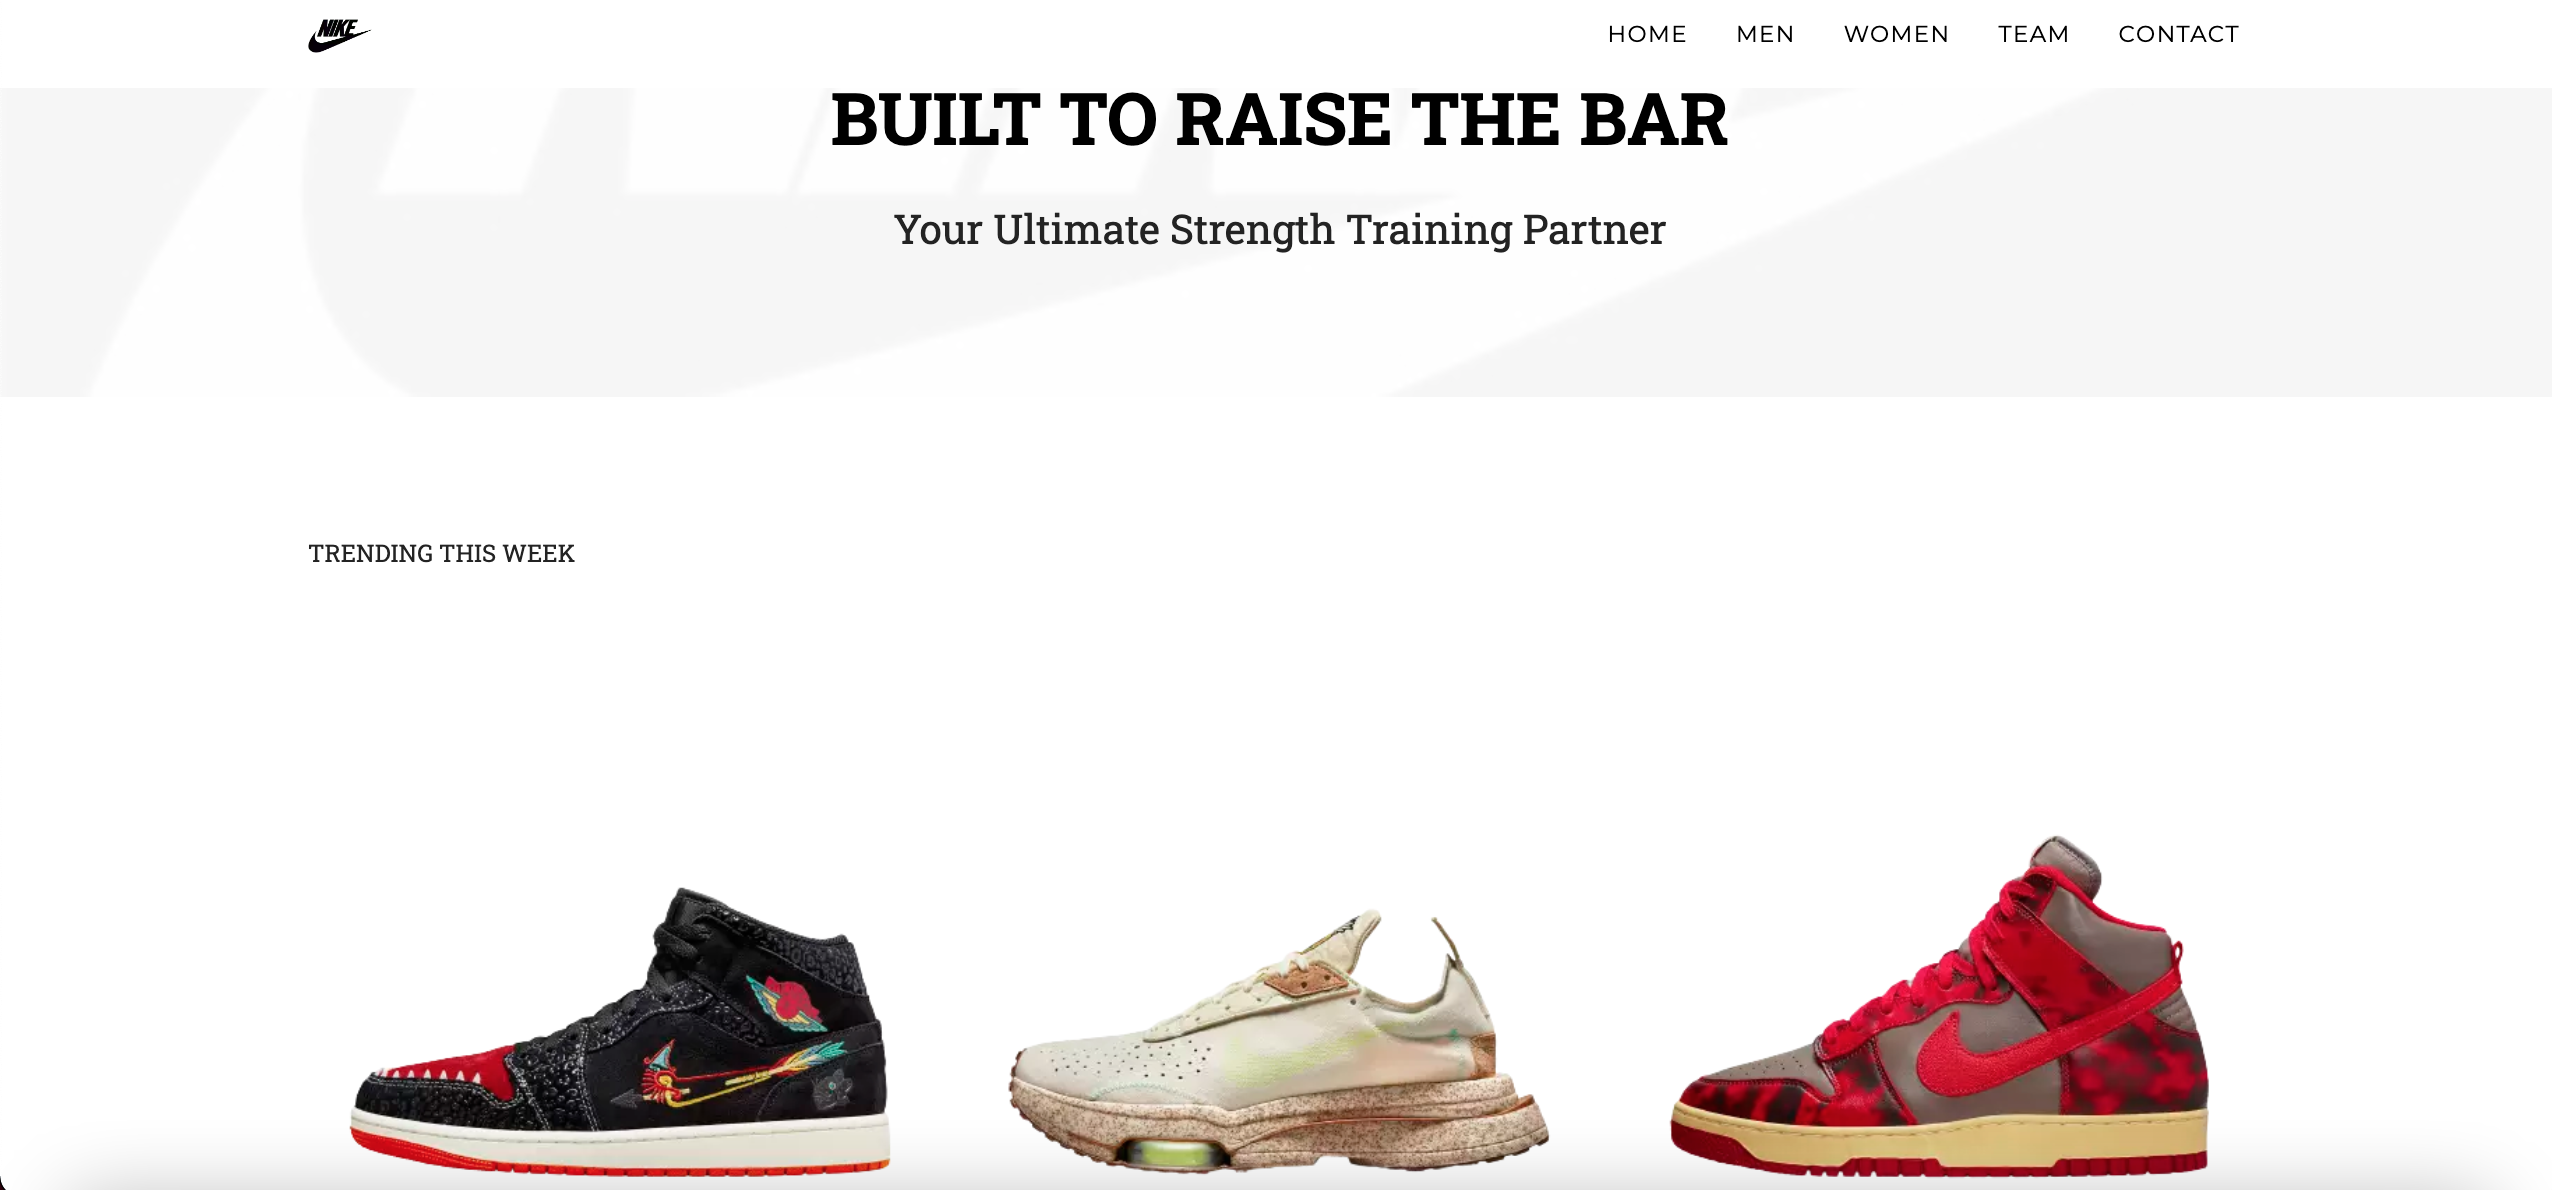 NIKE
HOME MEN WOMEN TEAM CONTACT
BUILT TO RAISE THE BAR
Your Ultimate Strength Training Partner
TRENDING THIS WEEK